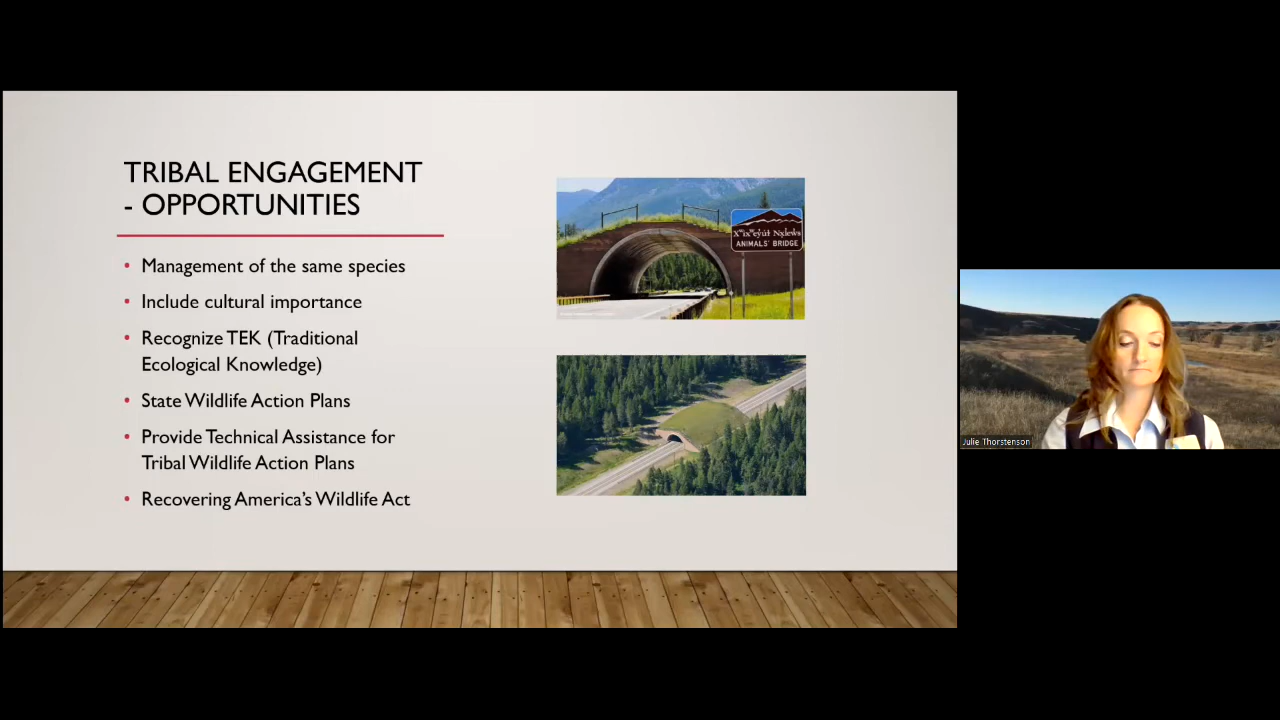 TRIBAL ENGAGEMENT
- OPPORTUNITIES
• Management of the same species
• Include cultural importance
• Recognize TEK (Traditional
Ecological Knowledge)
• State Wildlife Action Plans
• Provide Technical Assistance for
Tribal Wildlife Action Plans
• Recovering America's Wildlife Act
ANIMALS' BRIDGE
Julie Thorstenson